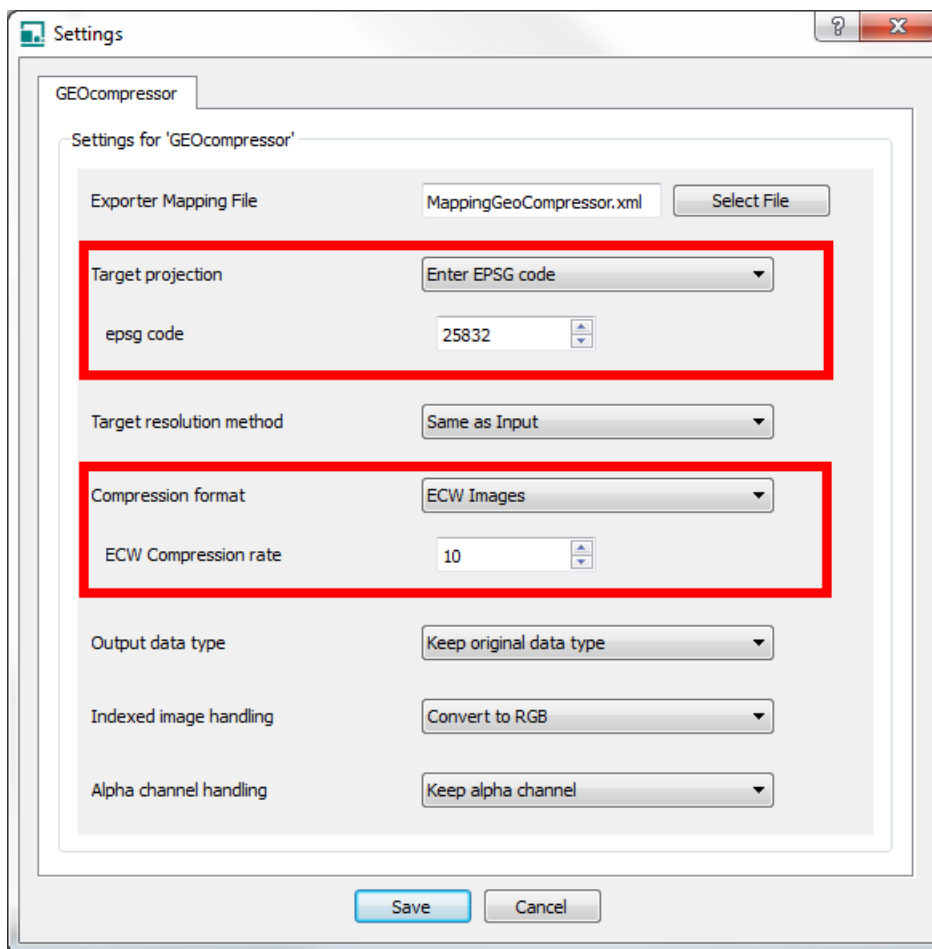 Settings
GEOcompressor
Settings for 'GEOcompressor'
Exporter Mapping File MappingGeoCompressor.xml Select File
Target projection Enter EPSG code
epsg code 25832
Target resolution method Same as Input
Compression format ECW Images
ECW Compression rate 10
Output data type Keep original data type
Indexed image handling Convert to RGB
Alpha channel handling Keep alpha channel
Save Cancel